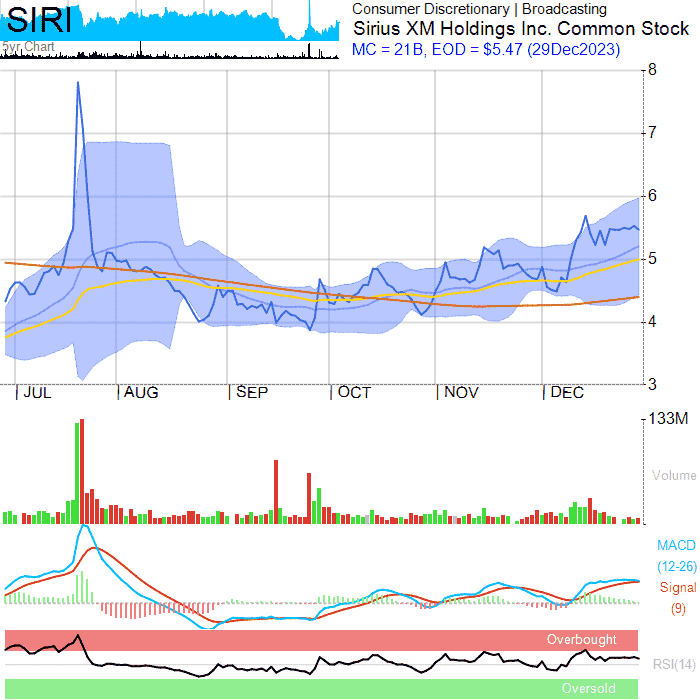 SIRI
5yr Chart
Consumer Discretionary | Broadcasting
Sirius XM Holdings Inc. Common Stock
MC = 21B, EOD = $5.47 (29Dec2023)
8
7
6
5
4
3
JUL AUG SEP OCT NOV DEC
133M
Volume
MACD
(12-26)
Signal
(9)
Overbought
RSI(14)
Oversold